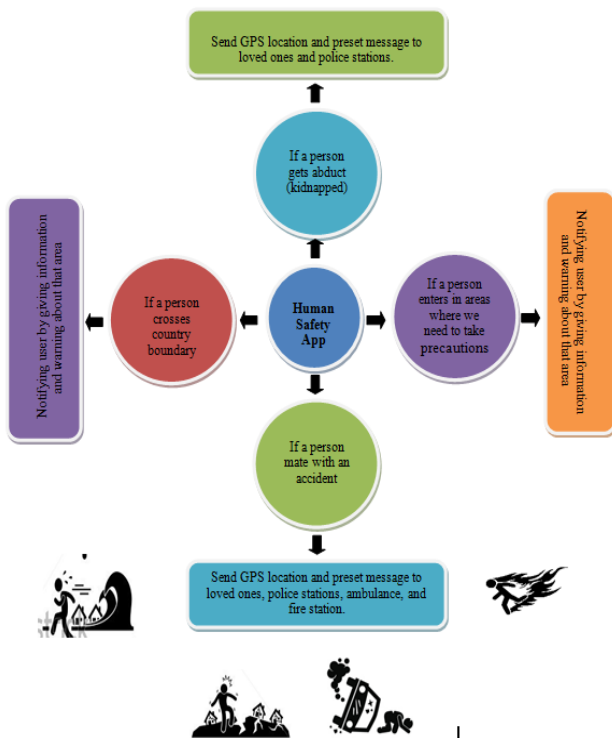 Send GPS location and preset message to
loved ones and police stations.
If a person
gets abduct
(kidnapped)
Notifying user by giving information
and warning about that area
If a person
crosses
country
boundary
Human
Safety
App
If a person
enters in areas
where we
need to take
precautions
Notifying user by giving information
and warning about that area
If a person
mate with an
accident
Send GPS location and preset message to
loved ones, police stations, ambulance, and
fire station.